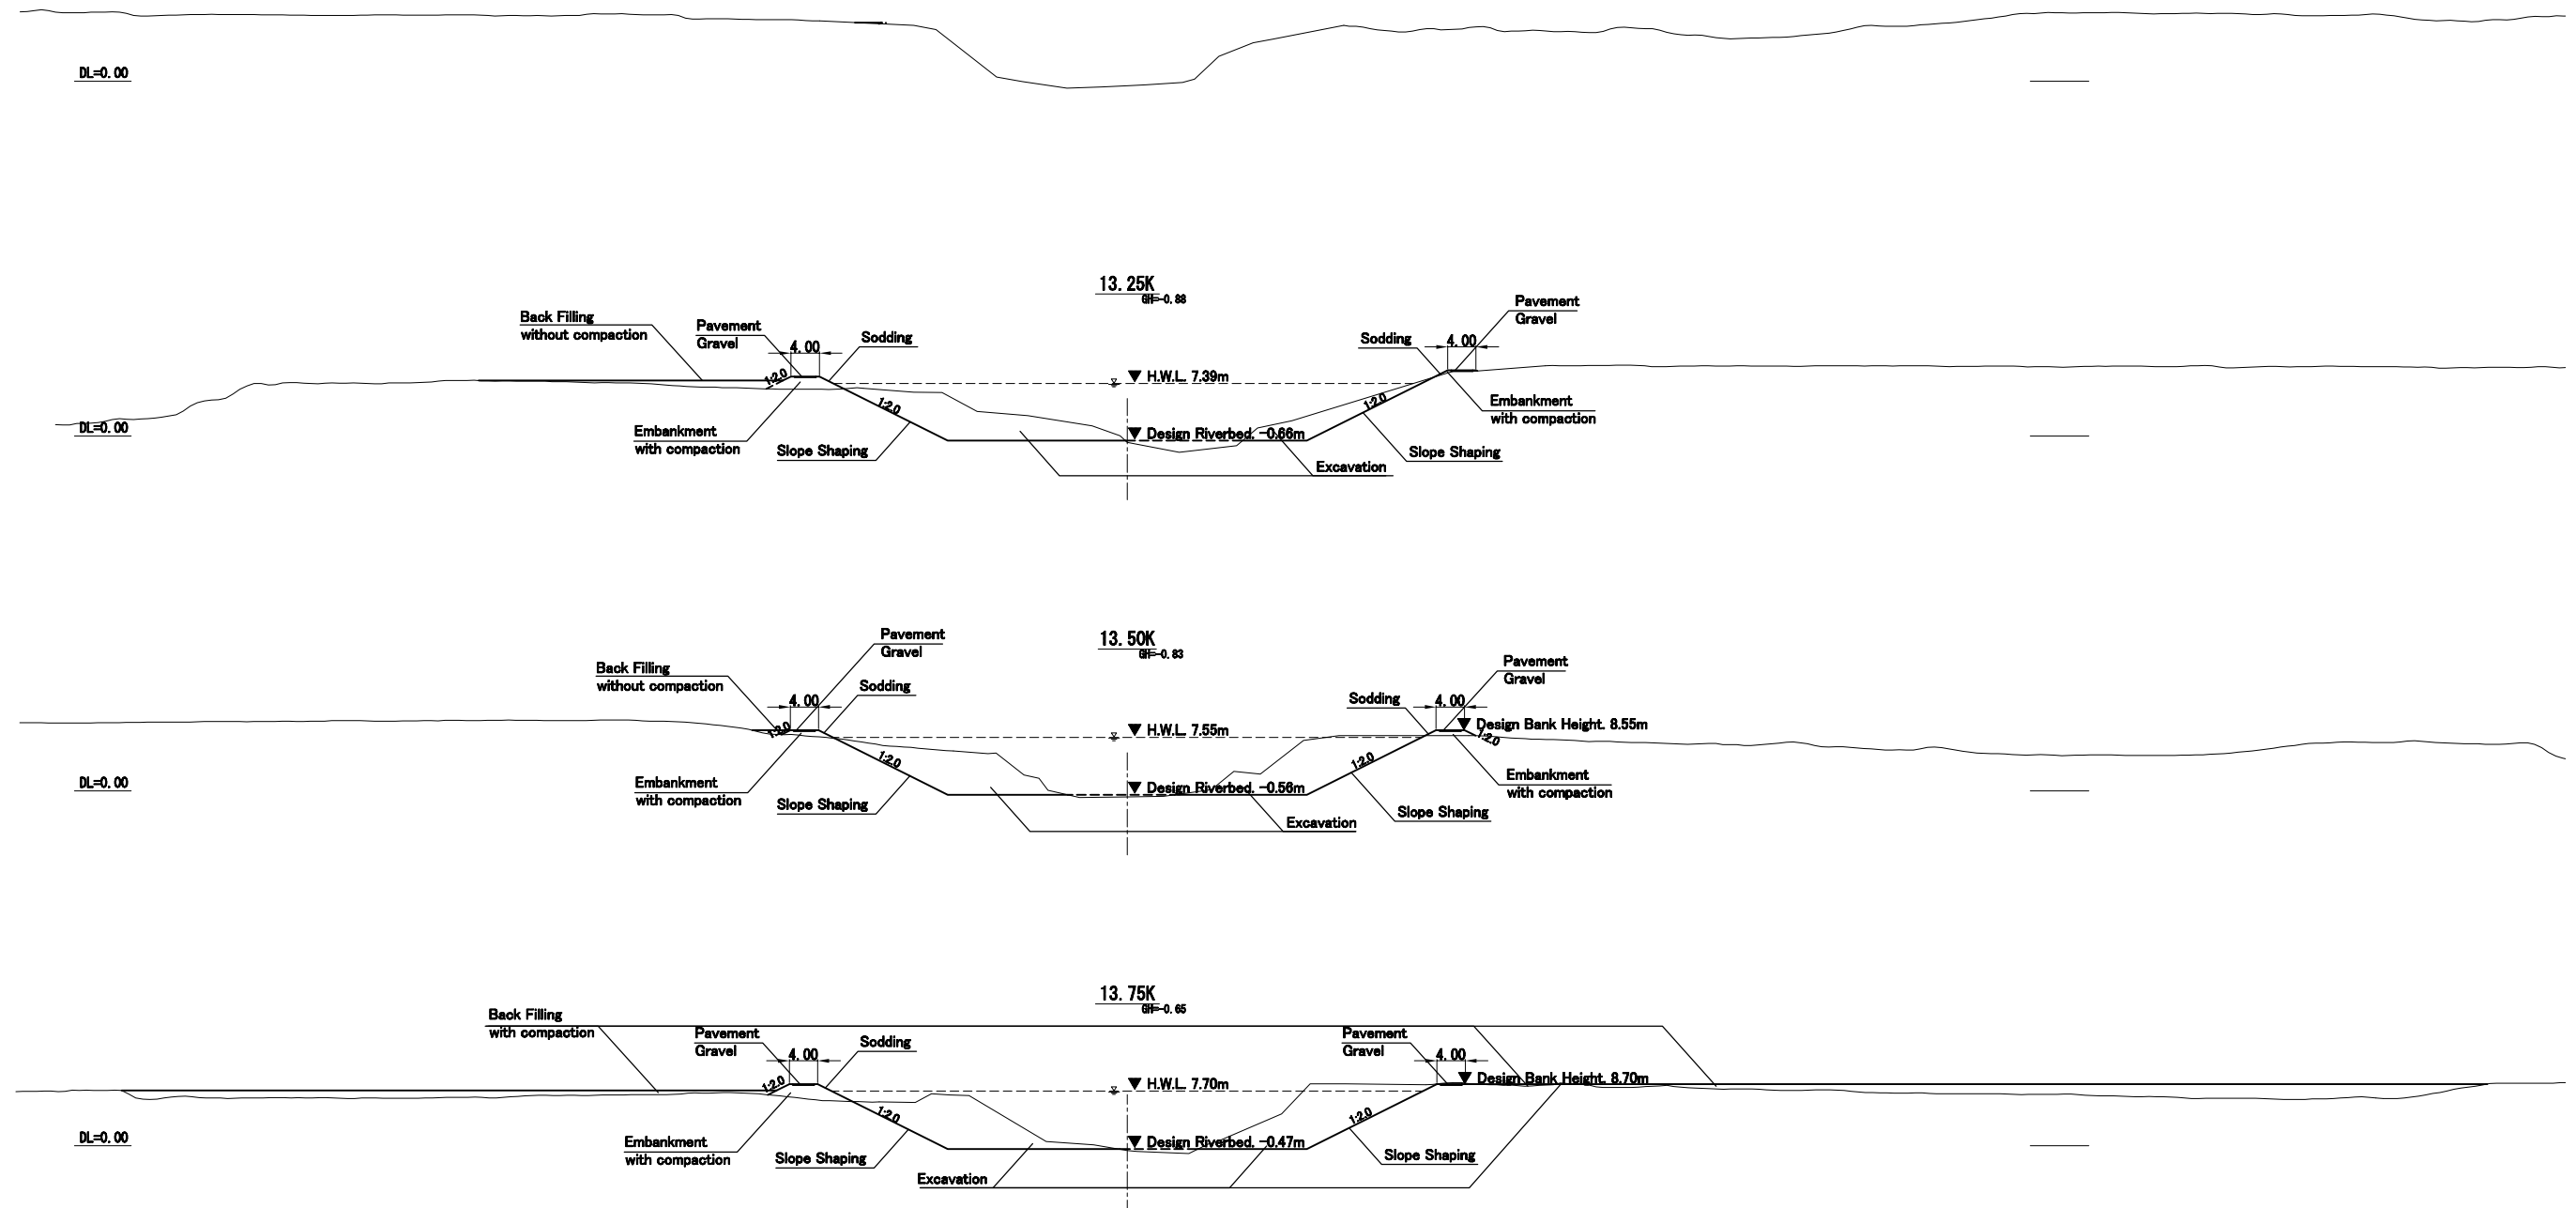 DL=0.00
13.25K
GH=-0.88
Back Filling
without compaction
Pavement
Gravel
4.00
Sodding
1:2.0
H.W.L. 7.39m
Sodding
4.00
Pavement
Gravel
DL=0.00
1:2.0
Embankment
with compaction
Slope Shaping
Design Riverbed. -0.66m
1:2.0
Embankment
with compaction
Slope Shaping
Excavation
13.50K
GH=-0.83
Back Filling
without compaction
Pavement
Gravel
Sodding
4.00
H.W.L. 7.55m
Sodding
4.00
Pavement
Gravel
Design Bank Height. 8.55m
1:2.0
DL=0.00
1:2.0
Embankment
with compaction
Slope Shaping
Design Riverbed. -0.56m
1:2.0
Embankment
with compaction
Slope Shaping
Excavation
13.75K
GH=-0.65
Back Filling
with compaction
Pavement
Gravel
4.00
Sodding
1:2.0
H.W.L. 7.70m
Pavement
Gravel
4.00
Design Bank Height. 8.70m
DL=0.00
1:2.0
Embankment
with compaction
Slope Shaping
Design Riverbed. -0.47m
1:2.0
Slope Shaping
Excavation